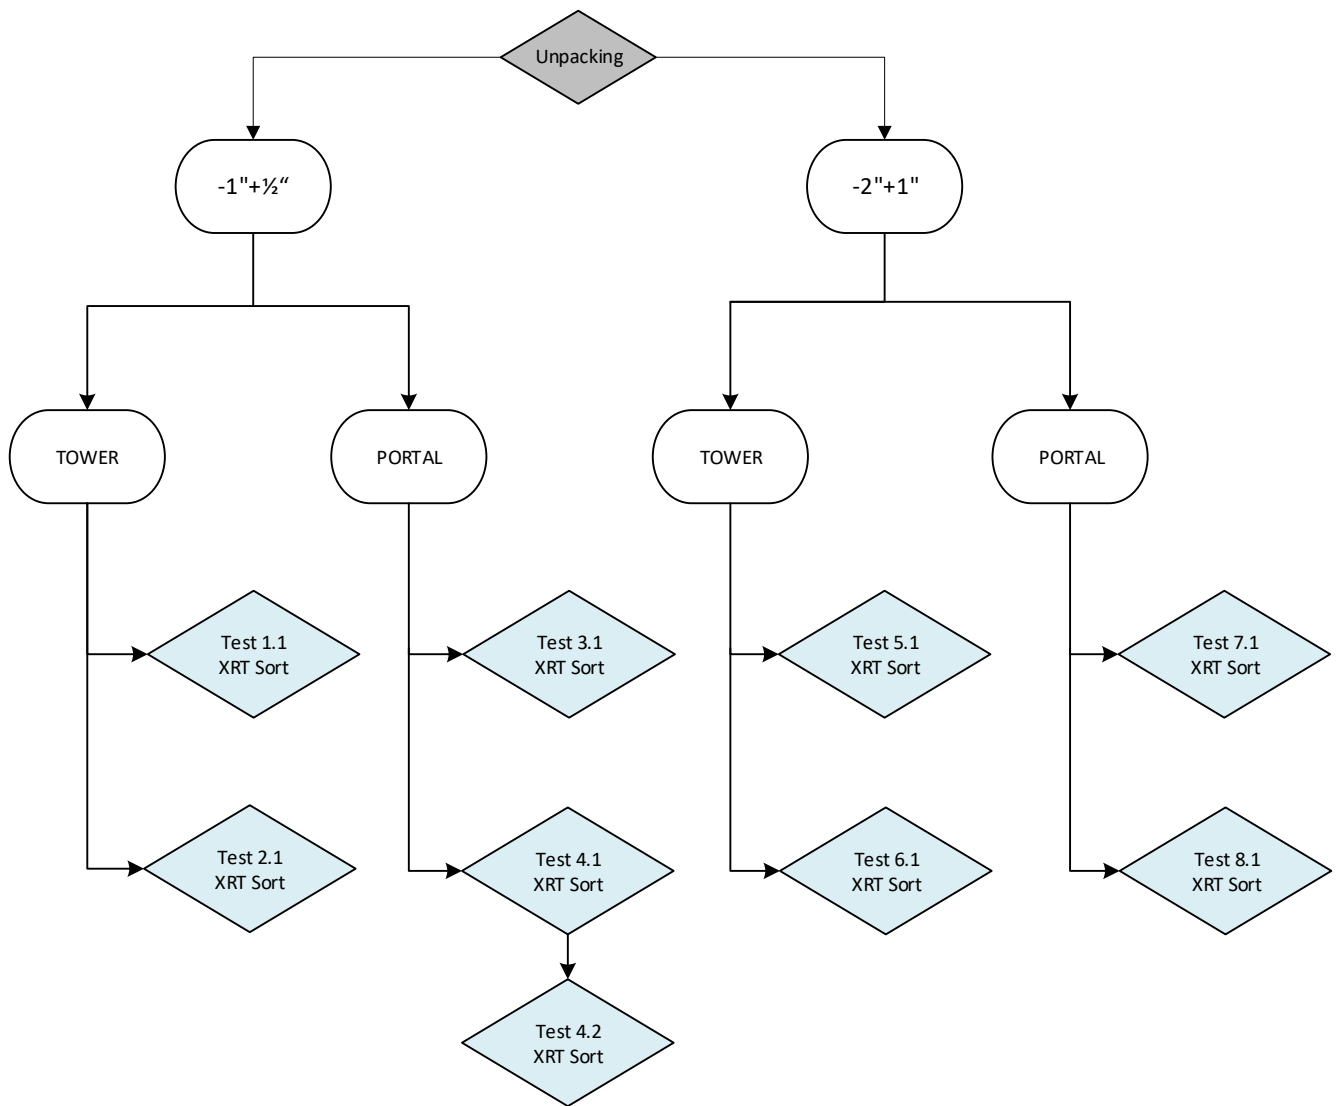 Unpacking
-1"+½“
-2"+1"
TOWER
PORTAL
TOWER
PORTAL
Test 1.1
XRT Sort
Test 3.1
XRT Sort
Test 5.1
XRT Sort
Test 7.1
XRT Sort
Test 2.1
XRT Sort
Test 4.1
XRT Sort
Test 6.1
XRT Sort
Test 8.1
XRT Sort
Test 4.2
XRT Sort